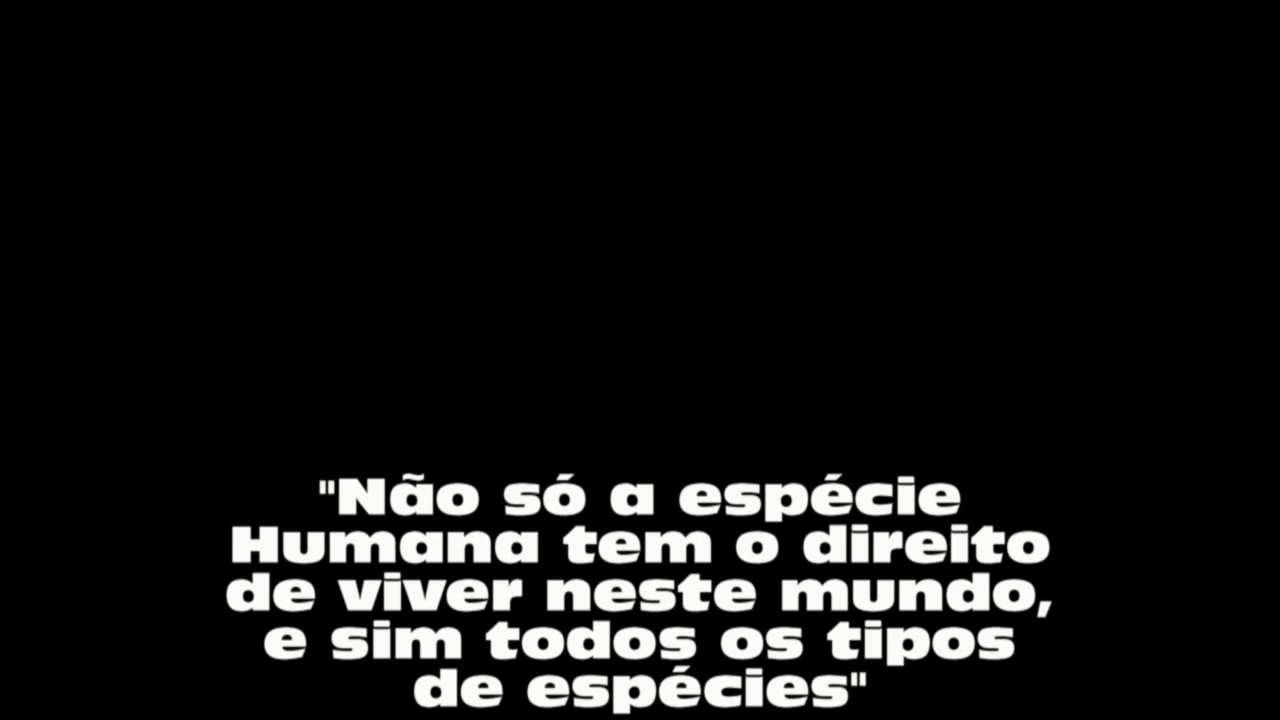 "Não só a espécie
Humana tem o direito
de viver neste mundo,
e sim todos os tipos
de espécies"